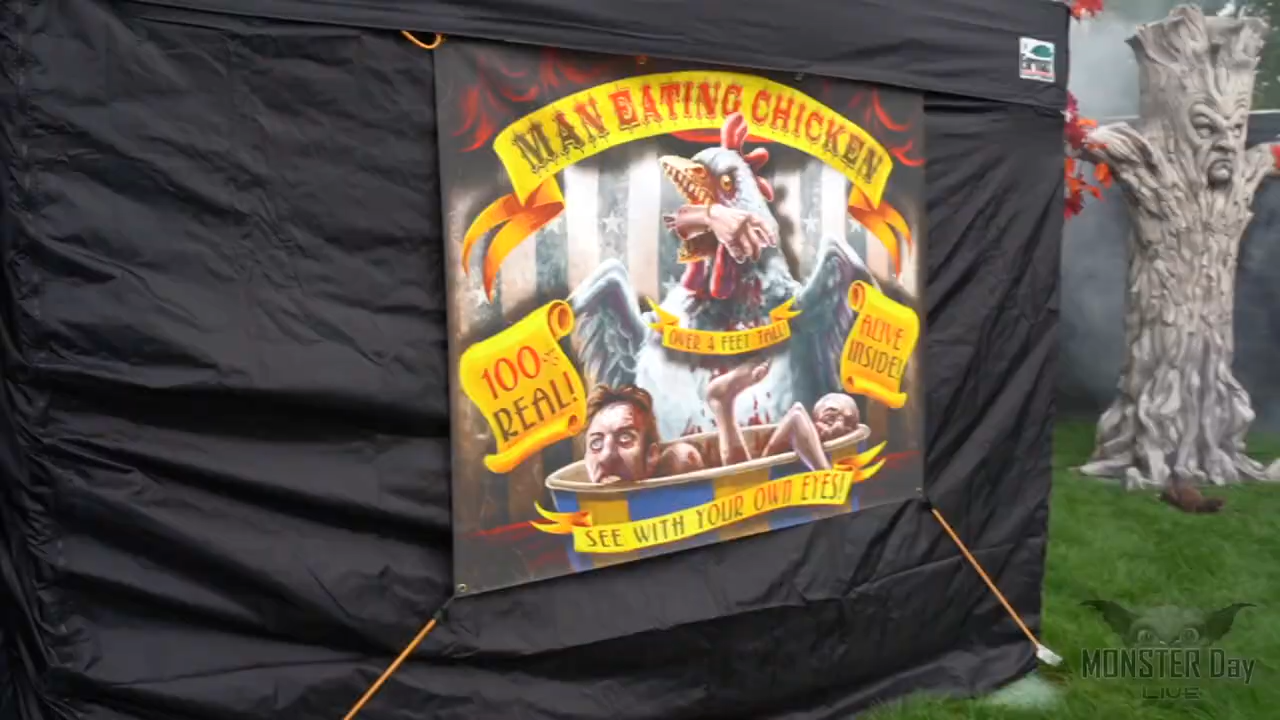 MAN EATING CHICKEN
OVER 4 FEET TALL!
100%
REAL!
ALIVE
INSIDE!
SEE WITH YOUR OWN EYES!
MONSTER Day
LIVE